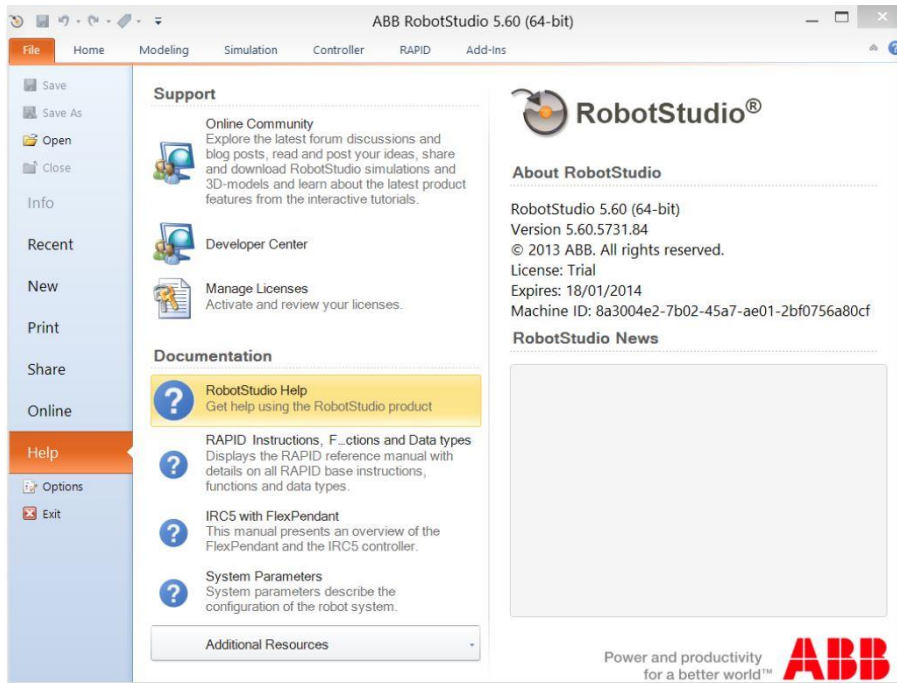 ABB RobotStudio 5.60 (64-bit)
File Home Modeling Simulation Controller RAPID Add-Ins
Save
Save As
Open
Close
Info
Recent
New
Print
Share
Online
Help
Options
Exit
Support
Online Community
Explore the latest forum discussions and
blog posts, read and post your ideas, share
and download RobotStudio simulations and
3D-models and learn about the latest product
features from the interactive tutorials.
Developer Center
Manage Licenses
Activate and review your licenses.
Documentation
RobotStudio Help
Get help using the RobotStudio product
RAPID Instructions, F...ctions and Data types
Displays the RAPID reference manual with
details on all RAPID base instructions,
functions and data types.
IRC5 with FlexPendant
This manual presents an overview of the
FlexPendant and the IRC5 controller.
System Parameters
System parameters describe the
configuration of the robot system.
Additional Resources
RobotStudio®
About RobotStudio
RobotStudio 5.60 (64-bit)
Version 5.60.5731.84
© 2013 ABB. All rights reserved.
License: Trial
Expires: 18/01/2014
Machine ID: 8a3004e2-7b02-45a7-ae01-2bf0756a80cf
RobotStudio News
Power and productivity
for a better world™
ABB